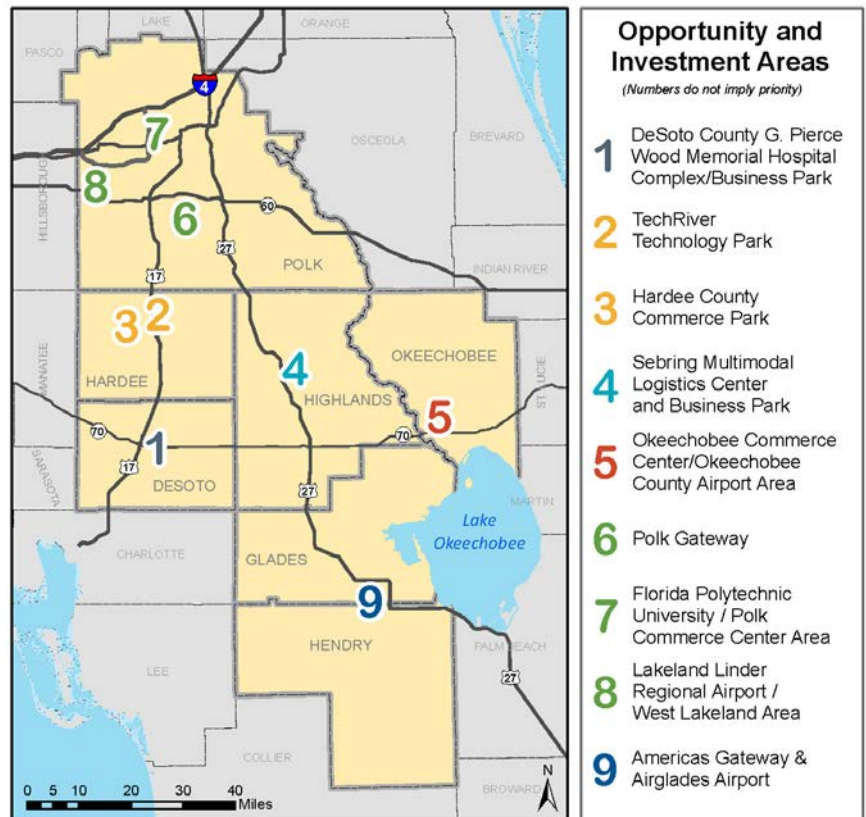 LAKE
ORANGE
PASCO
4
OSCEOLA
BREVARD
7
HILLSBOROUGH
8
6
60
27
POLK
INDIAN RIVER
17
3
2
MANATEE
HARDEE
4
HIGHLANDS
OKEECHOBEE
ST. LUCIE
5
70
1
70
17
SARASOTA
DESOTO
27
MARTIN
Lake
Okeechobee
CHARLOTTE
GLADES
9
HENDRY
PALM BEACH
LEE
27
COLLIER
BROWARD
N
0 5 10 20 30 40
Miles
Opportunity and
Investment Areas
(Numbers do not imply priority)
1
DeSoto County G. Pierce
Wood Memorial Hospital
Complex/Business Park
2
TechRiver
Technology Park
3
Hardee County
Commerce Park
4
Sebring Multimodal
Logistics Center
and Business Park
5
Okeechobee Commerce
Center/Okeechobee
County Airport Area
6
Polk Gateway
7
Florida Polytechnic
University / Polk
Commerce Center Area
8
Lakeland Linder
Regional Airport /
West Lakeland Area
9
Americas Gateway &
Airglades Airport